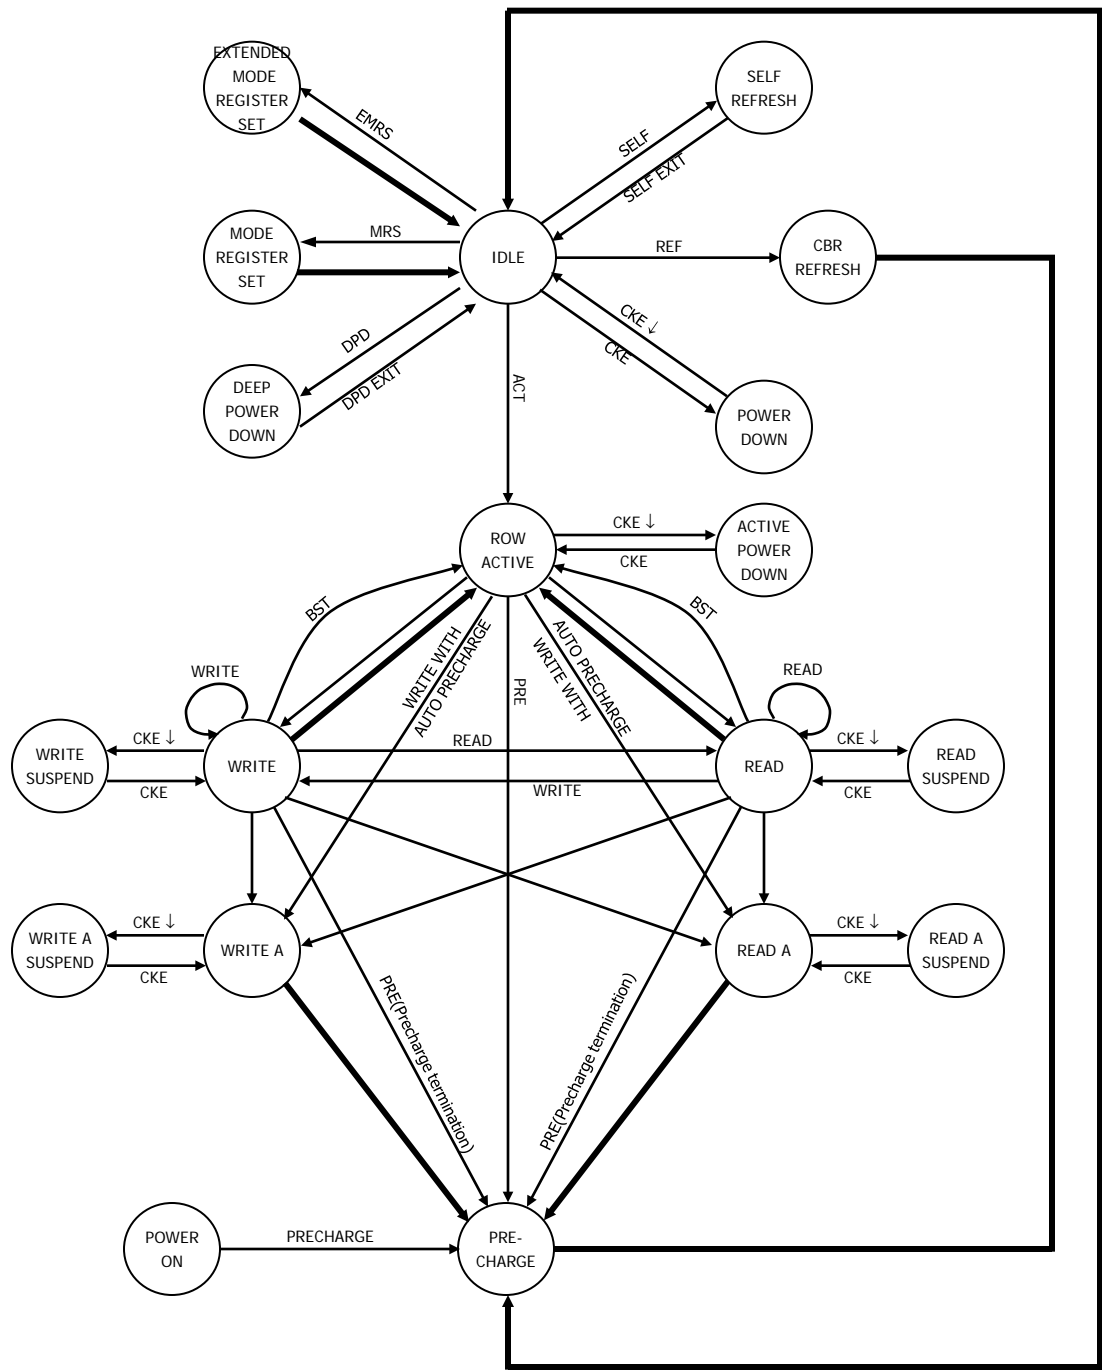 EXTENDED
MODE
REGISTER
SET
EMRS
SELF
REFRESH
SELF
SELF EXIT
MODE
REGISTER
SET
MRS
IDLE
REF
CBR
REFRESH
DPD
DPD EXIT
CKE ↓
CKE
DEEP
POWER
DOWN
ACT
POWER
DOWN
ROW
ACTIVE
CKE ↓
CKE
ACTIVE
POWER
DOWN
BST
BST
WRITE WITH
AUTO PRECHARGE
PRE
AUTO PRECHARGE
WRITE WITH
WRITE
READ
WRITE
SUSPEND
CKE ↓
CKE
WRITE
READ
WRITE
READ
CKE ↓
CKE
READ
SUSPEND
WRITE A
SUSPEND
CKE ↓
CKE
WRITE A
READ A
CKE ↓
CKE
READ A
SUSPEND
PRE(Precharge termination)
PRE(Precharge termination)
POWER
ON
PRECHARGE
PRE-
CHARGE